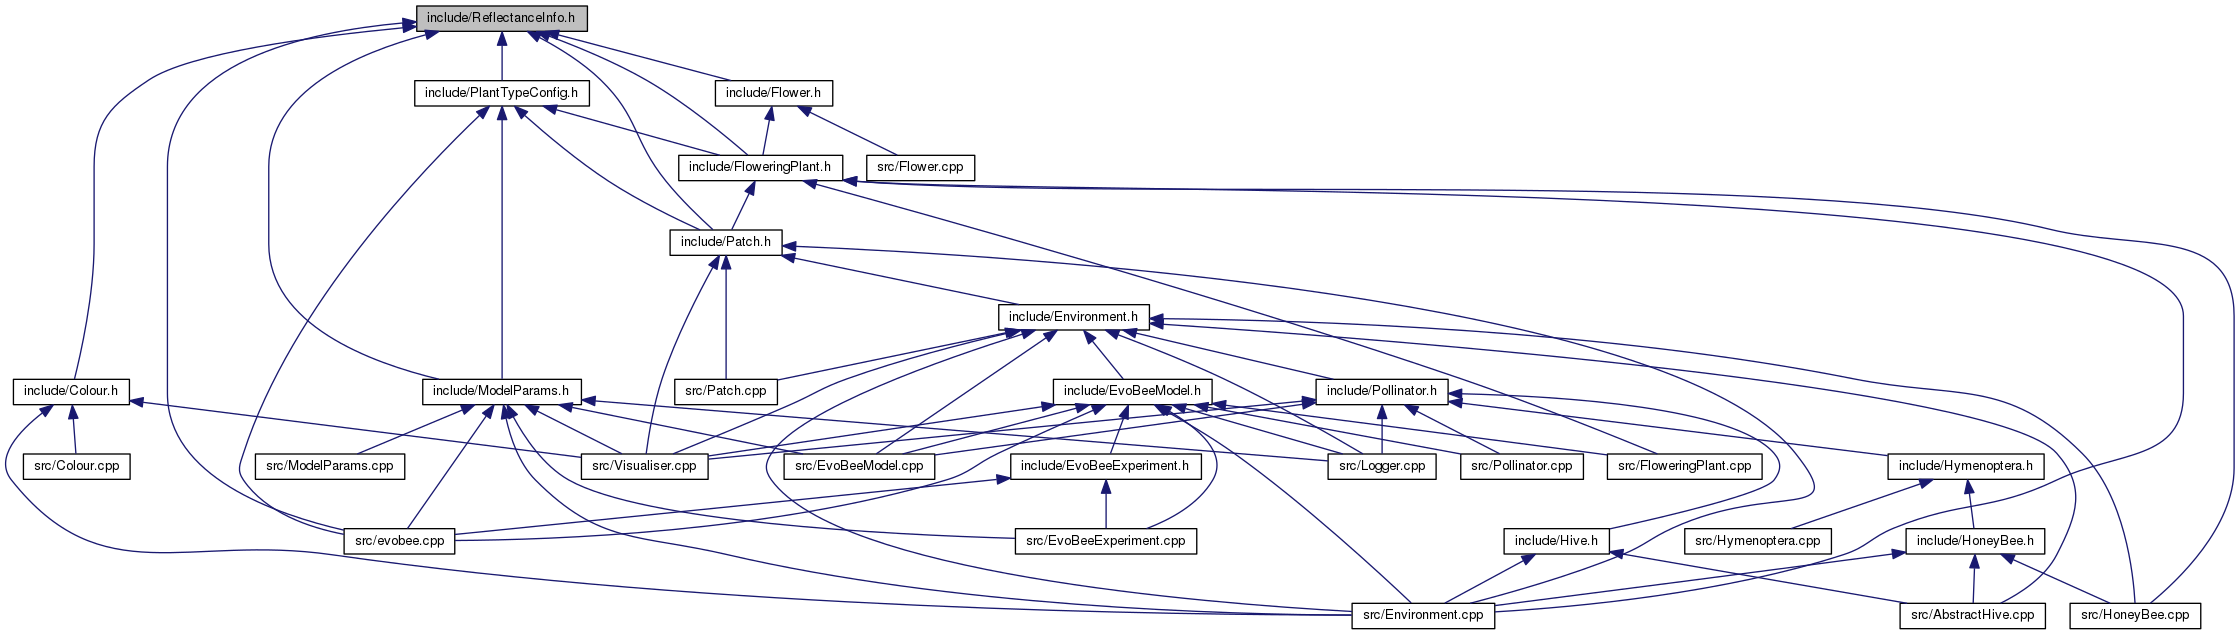 include/ReflectanceInfo.h
include/PlantTypeConfig.h
include/Flower.h
include/FloweringPlant.h
src/Flower.cpp
include/Patch.h
include/Environment.h
include/Colour.h
include/ModelParams.h
src/Patch.cpp
include/EvoBeeModel.h
include/Pollinator.h
src/Colour.cpp
src/ModelParams.cpp
src/Visualiser.cpp
src/EvoBeeModel.cpp
include/EvoBeeExperiment.h
src/Logger.cpp
src/Pollinator.cpp
src/FloweringPlant.cpp
include/Hymenoptera.h
src/evobee.cpp
src/EvoBeeExperiment.cpp
include/Hive.h
src/Hymenoptera.cpp
include/HoneyBee.h
src/Environment.cpp
src/AbstractHive.cpp
src/HoneyBee.cpp